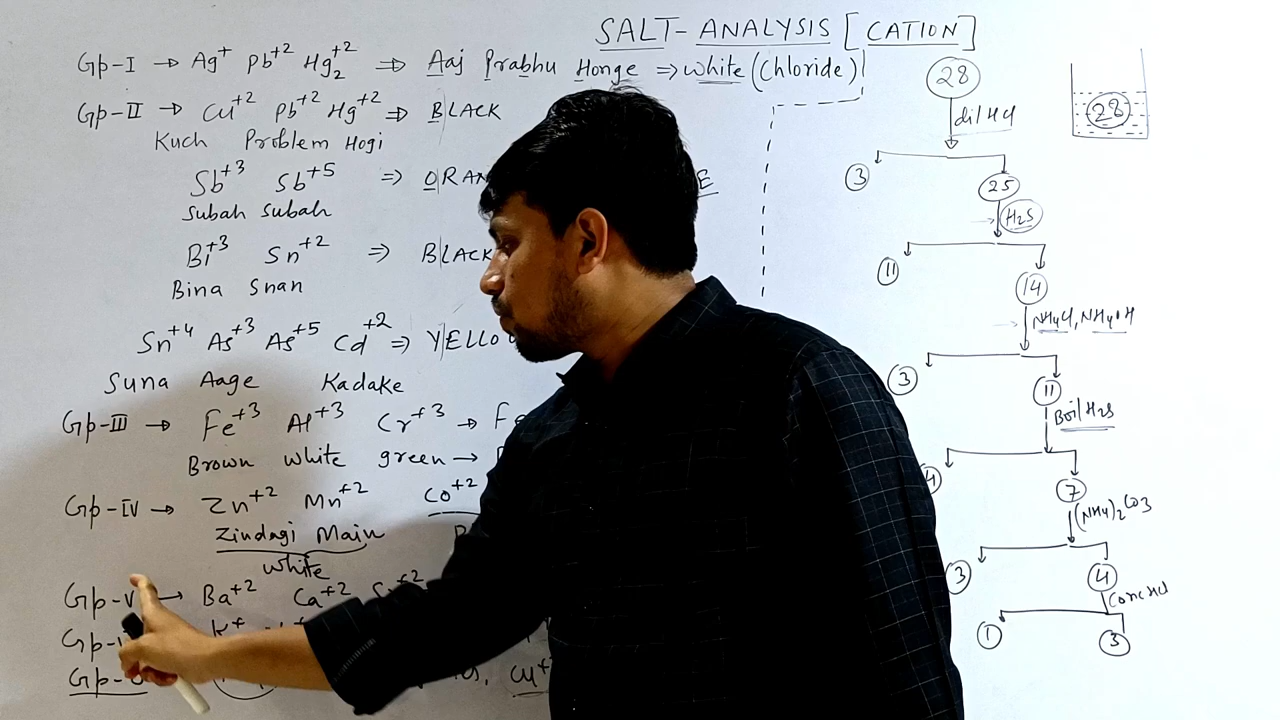 SALT-ANALYSIS [CATION]
Gp-I → Ag⁺ Pb⁺² Hg₂⁺² ⇒ Aaj Prabhu Honge ⇒ white (Chloride)
Gp-II → Cu⁺² Pb⁺² Hg⁺² ⇒ BLACK
Kuch Problem Hogi
Sb⁺³ Sb⁺⁵ ⇒ ORAN E
Subah Subah
Bi⁺³ Sn⁺² ⇒ BLACK
Bina Snan
Sn⁺⁴ As⁺³ As⁺⁵ Cd⁺² ⇒ YELLO
Suna Aage Kadake
Gp-III → Fe⁺³ Al⁺³ Cr⁺³ → Fe
Brown white green →
Gp-IV → Zn⁺² Mn⁺² Co⁺²
Zindagi Main
white
Gp-V → Ba⁺² Ca⁺²
K⁺
Gp-
28
28
dil HCl
3
25
H₂S
11
14
NH₄Cl, NH₄OH
3
11
Boil H₂S
4
7
(NH₄)₂CO₃
3
4
1
3